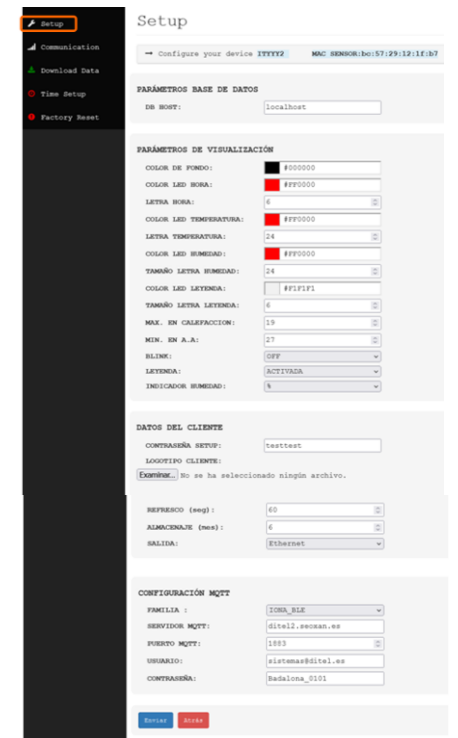 Setup
Communication
Download Data
Time Setup
Factory Reset
Setup
→ Configure your device ITYYY2 MAC SENSOR:bc:57:29:12:1f:b7
PARÁMETROS BASE DE DATOS
DB HOST: localhost
PARÁMETROS DE VISUALIZACIÓN
COLOR DE FONDO: #000000
COLOR LED HORA: #FF0000
LETRA HORA: 6
COLOR LED TEMPERATURA: #FF0000
LETRA TEMPERATURA: 24
COLOR LED HUMEDAD: #FF0000
TAMAÑO LETRA HUMEDAD: 24
COLOR LED LEYENDA: #F1F1F1
TAMAÑO LETRA LEYENDA: 6
MAX. EN CALEFACCION: 19
MIN. EN A.A: 27
BLINK: OFF
LEYENDA: ACTIVADA
INDICADOR HUMEDAD: %
DATOS DEL CLIENTE
CONTRASEÑA SETUP: testtest
LOGOTIPO CLIENTE:
Examinar... No se ha seleccionado ningún archivo.
REFRESCO (seg): 60
ALMACENAJE (mes): 6
SALIDA: Ethernet
CONFIGURACIÓN MQTT
FAMILIA : IONA_BLE
SERVIDOR MQTT: ditel2.seoxan.es
PUERTO MQTT: 1883
USUARIO: sistemas@ditel.es
CONTRASEÑA: Badalona_0101
Enviar Atrás